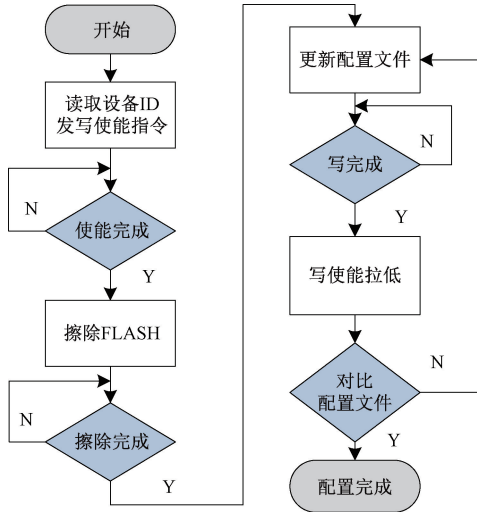 开始
读取设备ID
发写使能指令
N
使能完成
Y
擦除FLASH
N
擦除完成
Y
更新配置文件
N
写完成
Y
写使能拉低
N
对比
配置文件
Y
配置完成